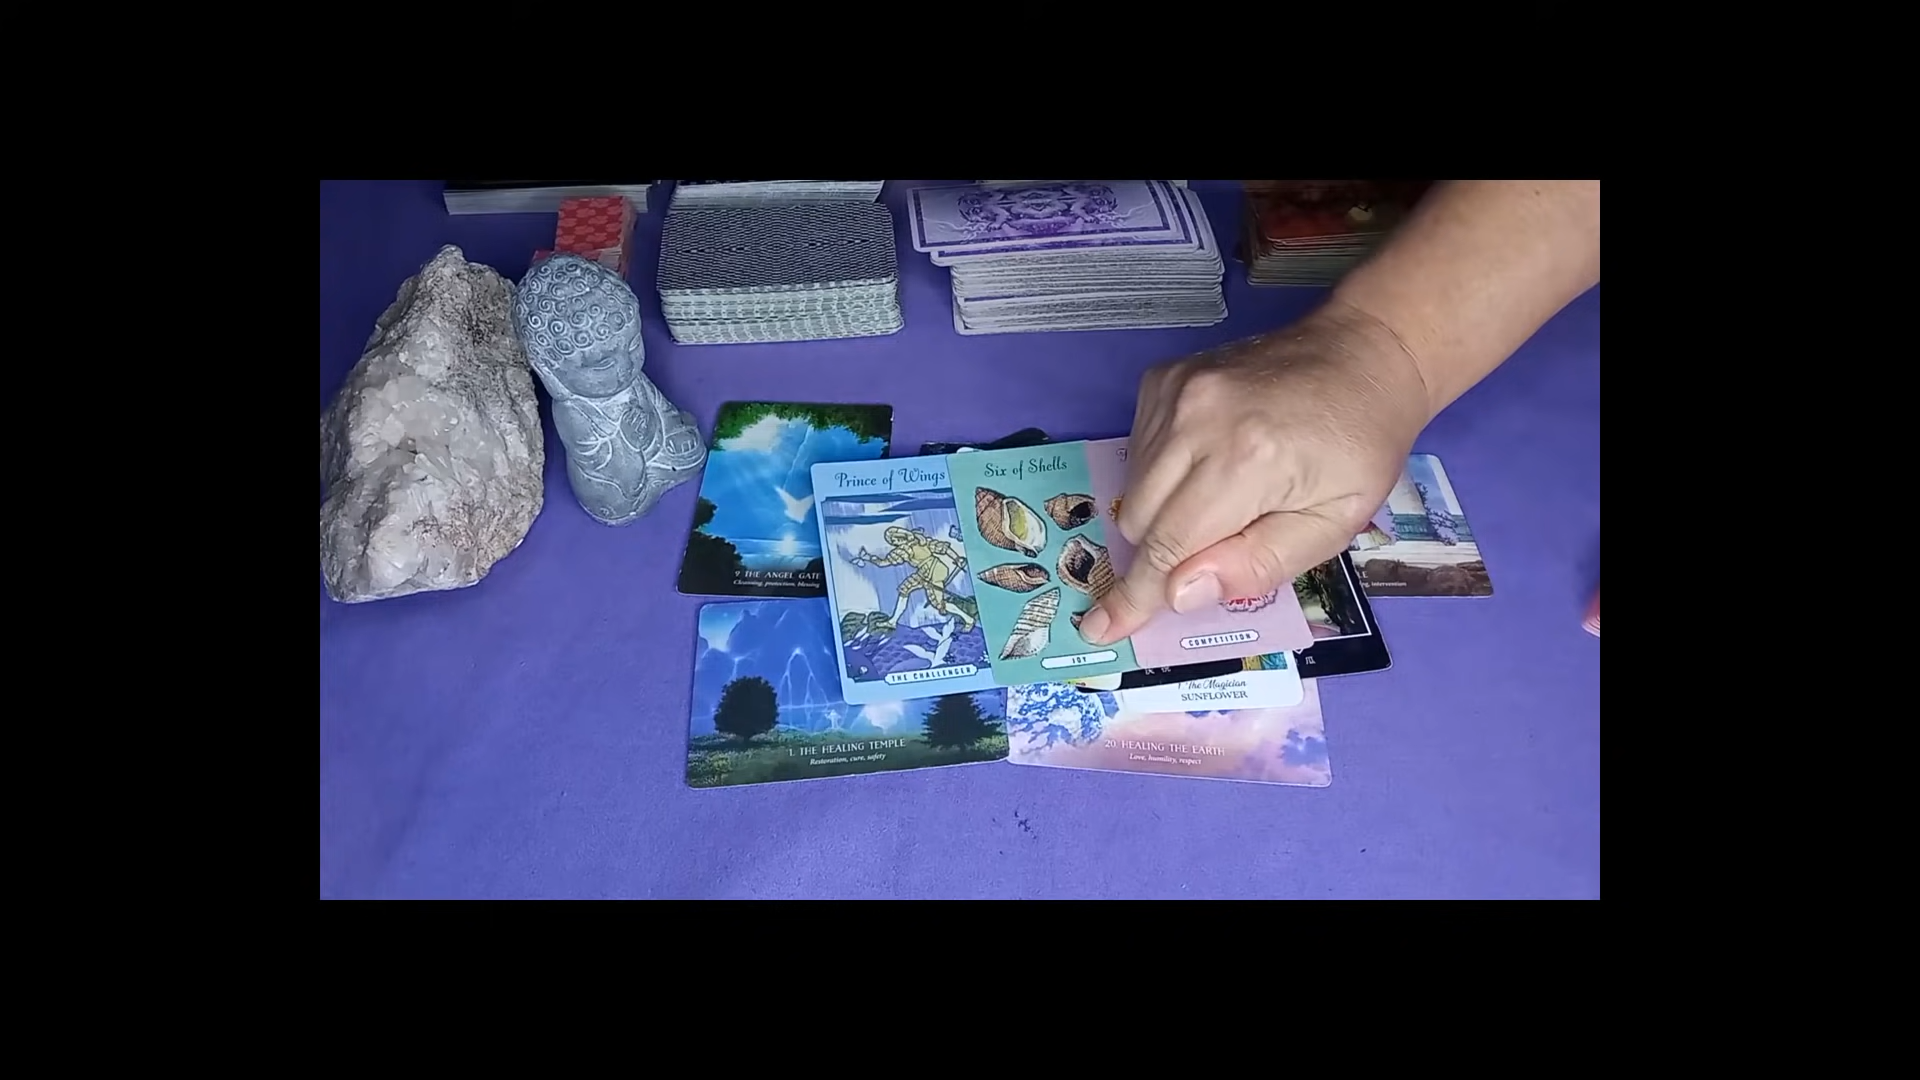 Prince of Wings
Six of Shells
9 THE ANGEL GATE
Cleansing, protection, blessing
THE CHALLENGER
JOY
COMPETITION
1. The Magician
SUNFLOWER
1. THE HEALING TEMPLE
Restoration, cure, safety
20. HEALING THE EARTH
Love, humility, respect
intervention